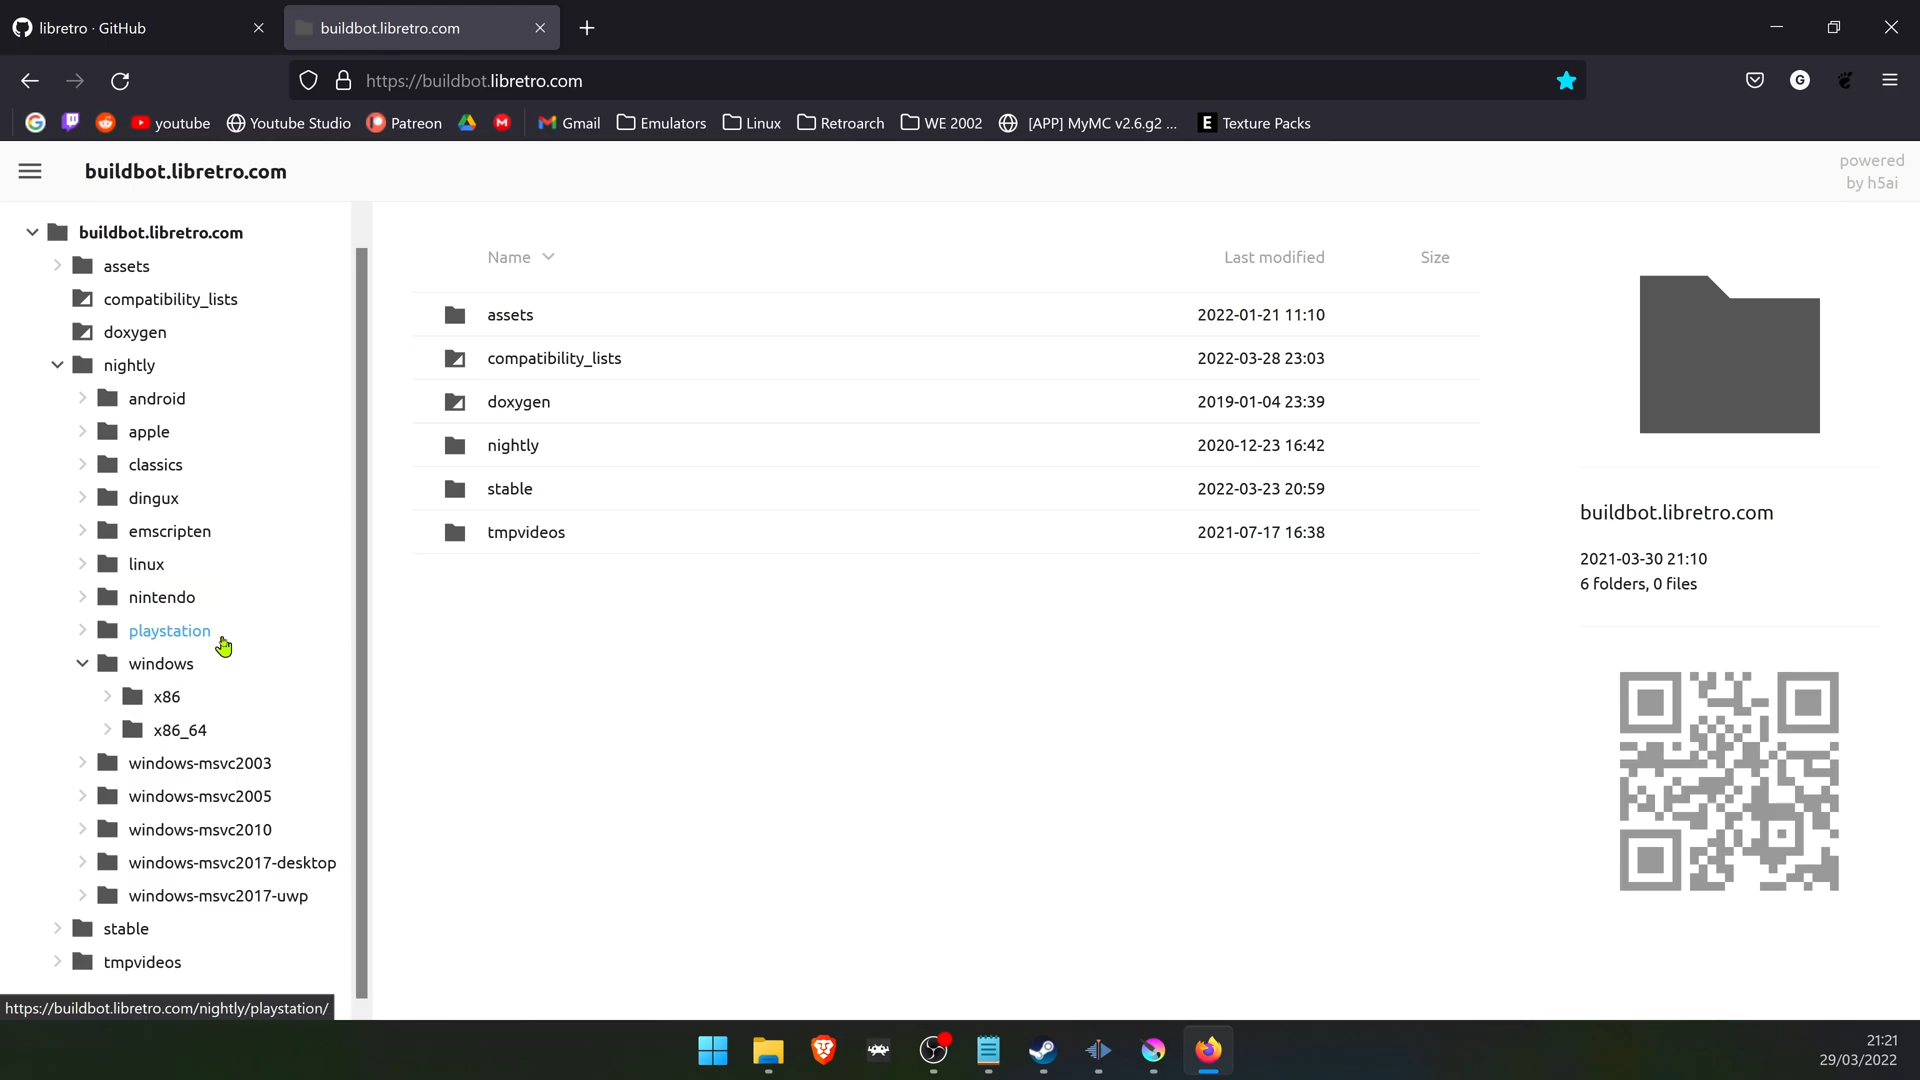 libretro · GitHub
buildbot.libretro.com
https://buildbot.libretro.com
G
youtube
Youtube Studio
Patreon
Gmail
Emulators
Linux
Retroarch
WE 2002
[APP] MyMC v2.6.g2 ...
E
Texture Packs
buildbot.libretro.com
powered
by h5ai
buildbot.libretro.com
assets
compatibility_lists
doxygen
nightly
android
apple
classics
dingux
emscripten
linux
nintendo
playstation
windows
x86
x86_64
windows-msvc2003
windows-msvc2005
windows-msvc2010
windows-msvc2017-desktop
windows-msvc2017-uwp
stable
tmpvideos
https://buildbot.libretro.com/nightly/playstation/
Name Last modified Size
assets 2022-01-21 11:10
compatibility_lists 2022-03-28 23:03
doxygen 2019-01-04 23:39
nightly 2020-12-23 16:42
stable 2022-03-23 20:59
tmpvideos 2021-07-17 16:38
buildbot.libretro.com
2021-03-30 21:10
6 folders, 0 files
21:21
29/03/2022